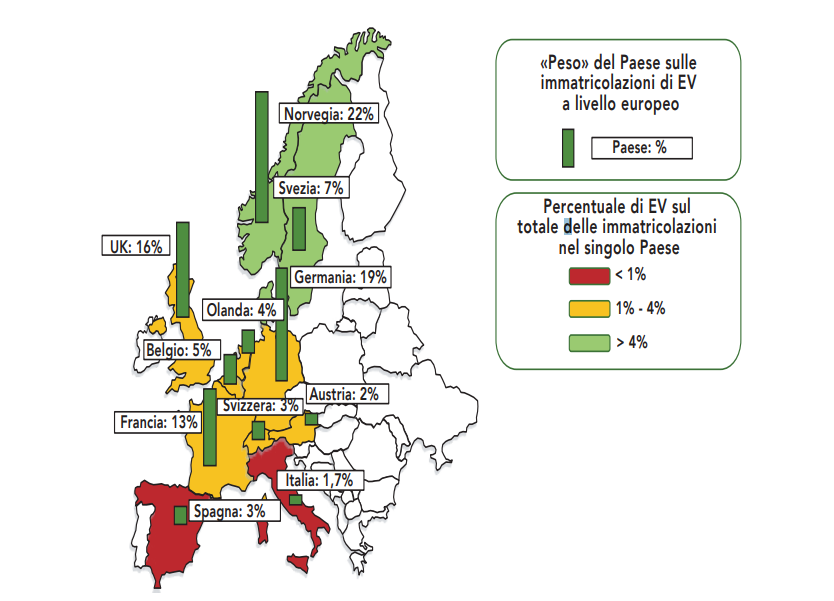 «Peso» del Paese sulle
immatricolazioni di EV
a livello europeo
Paese: %
Percentuale di EV sul
totale delle immatricolazioni
nel singolo Paese
< 1%
1% - 4%
> 4%
Norvegia: 22%
Svezia: 7%
UK: 16%
Germania: 19%
Olanda: 4%
Belgio: 5%
Austria: 2%
Svizzera: 3%
Francia: 13%
Italia: 1,7%
Spagna: 3%